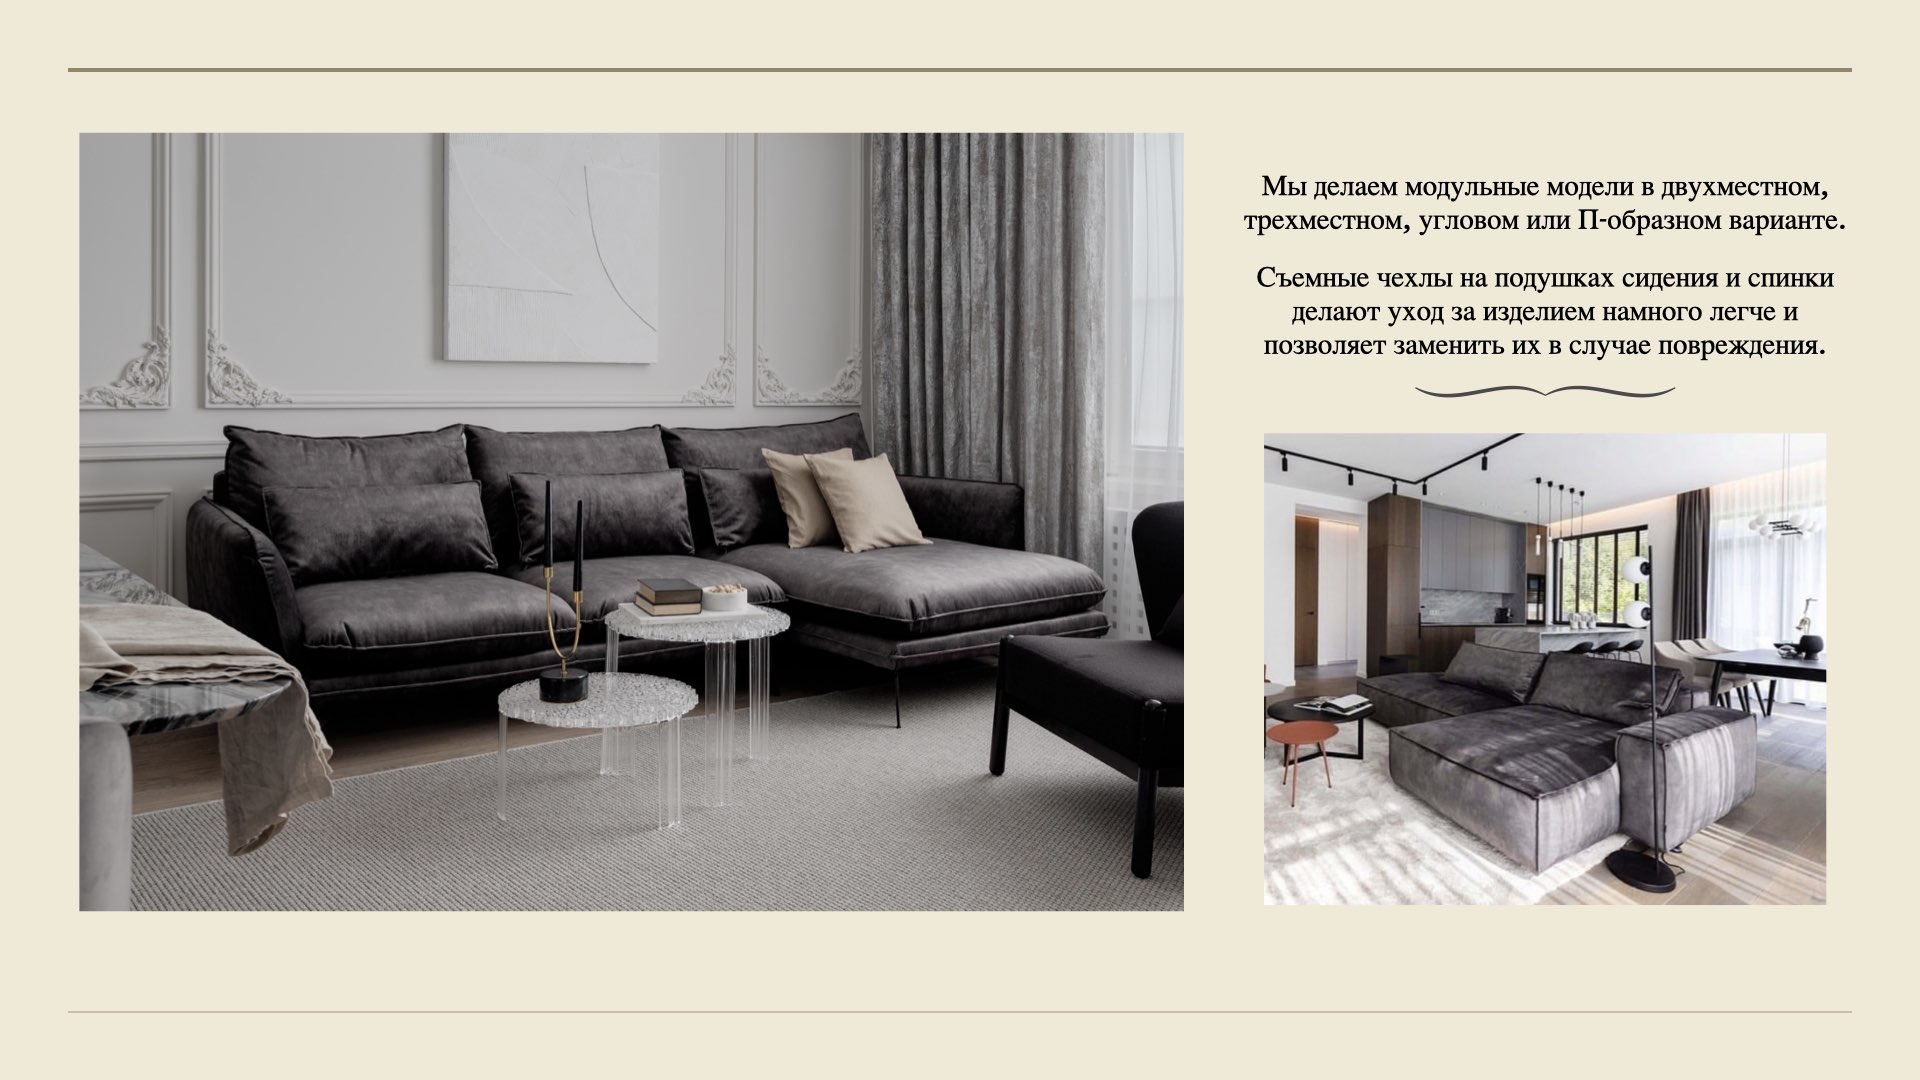 Мы делаем модульные модели в двухместном,
трехместном, угловом или П-образном варианте.
Съемные чехлы на подушках сидения и спинки
делают уход за изделием намного легче и
позволяет заменить их в случае повреждения.